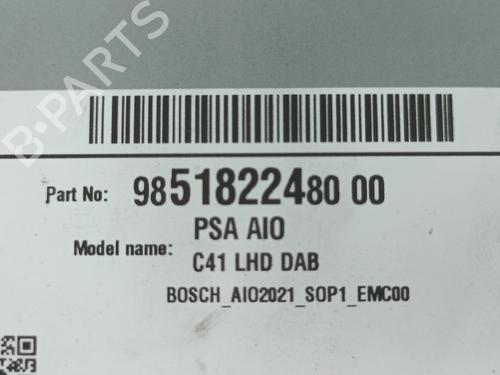 B-PARTS
Part No: 9851822480 00
Model name: PSA AIO
C41 LHD DAB
BOSCH_AIO2021_SOP1_EMC00